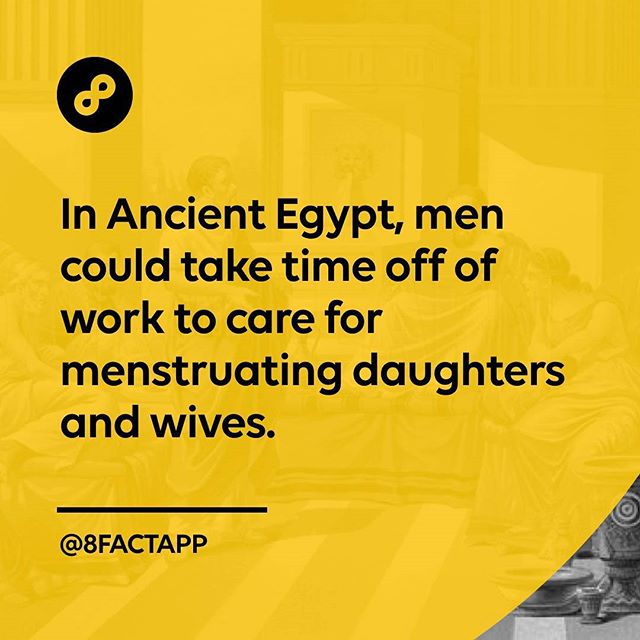 In Ancient Egypt, men
could take time off of
work to care for
menstruating daughters
and wives.
@8FACTAPP